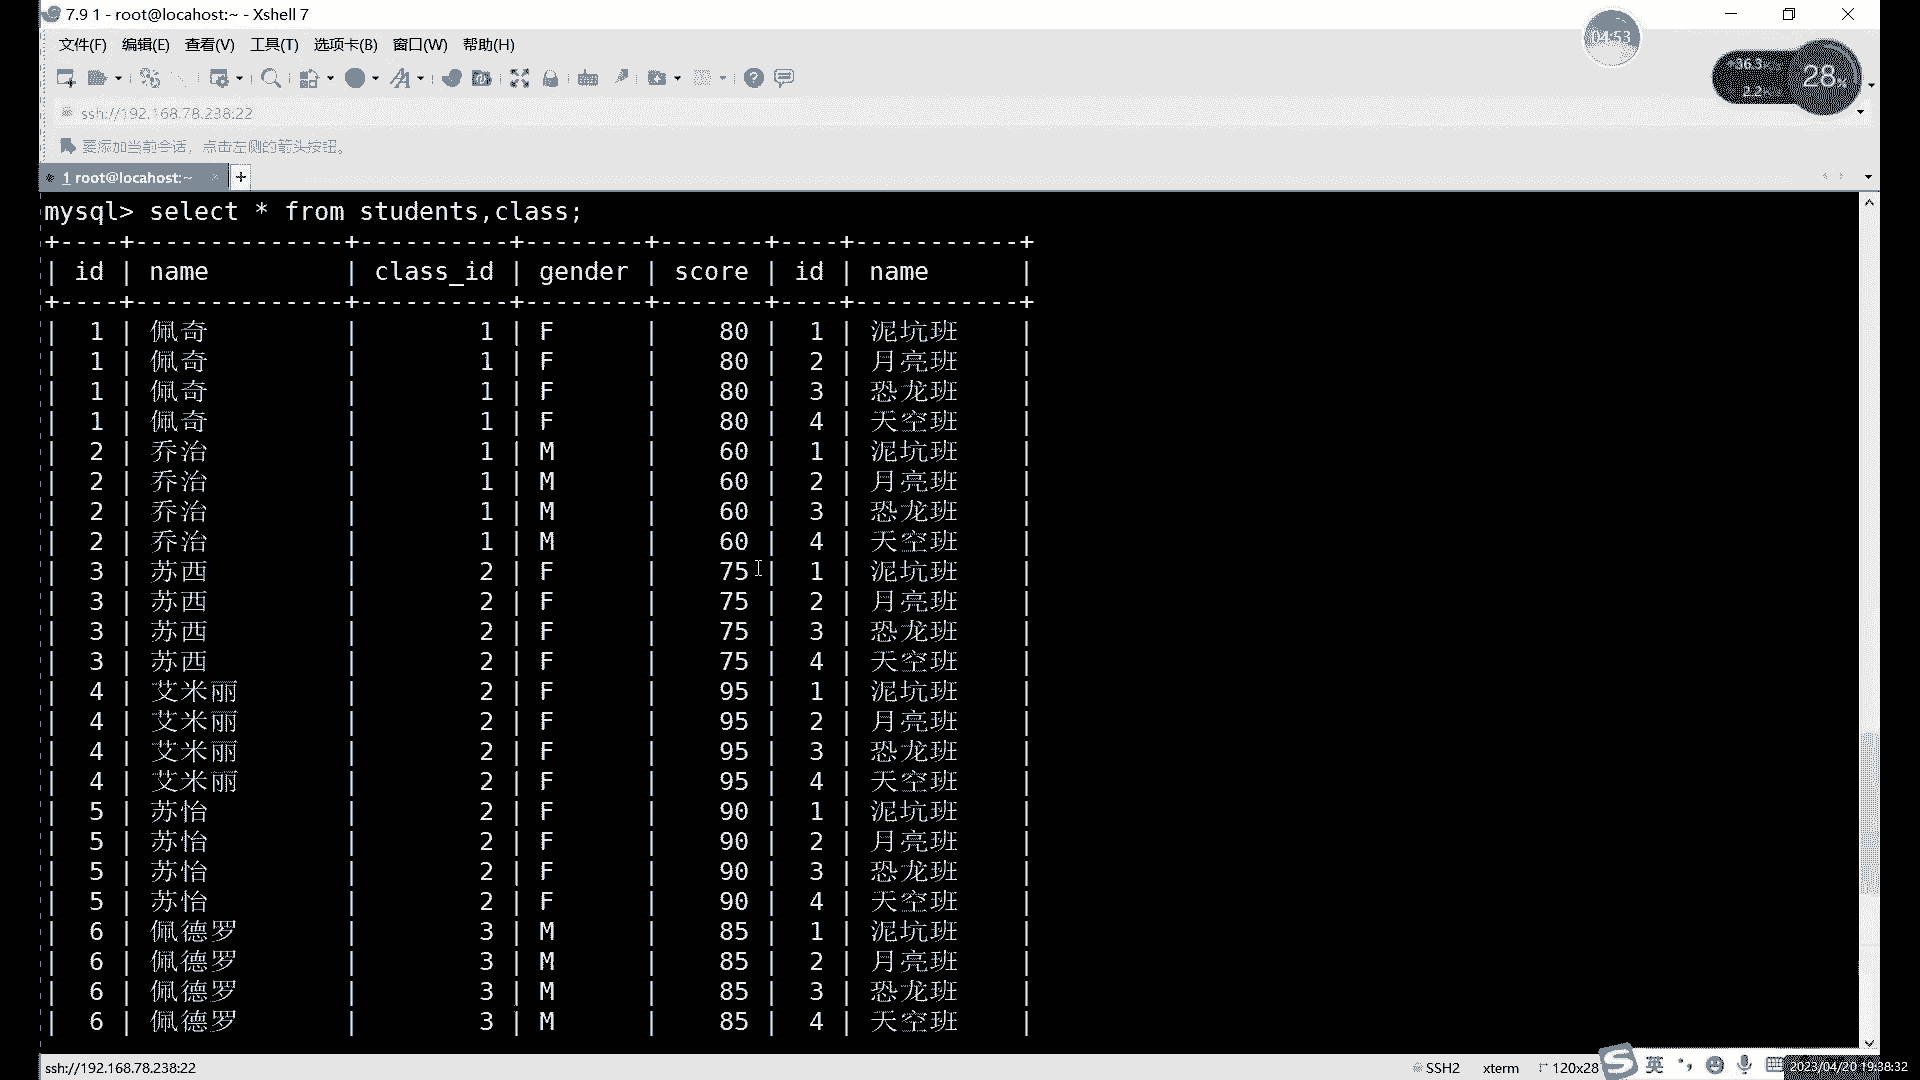 7.9 1 - root@locahost:~ - Xshell 7
文件(F) 编辑(E) 查看(V) 工具(T) 选项卡(B) 窗口(W) 帮助(H)
04:53
36.3
28%
2.2
ssh://192.168.78.238:22
要添加当前会话，点击左侧的箭头按钮。
1 root@locahost:~ × +
mysql> select * from students,class;
+----+--------------+----------+--------+-------+----+-----------+
| id | name | class_id | gender | score | id | name |
+----+--------------+----------+--------+-------+----+-----------+
| 1 | 佩奇 | 1 | F | 80 | 1 | 泥坑班 |
| 1 | 佩奇 | 1 | F | 80 | 2 | 月亮班 |
| 1 | 佩奇 | 1 | F | 80 | 3 | 恐龙班 |
| 1 | 佩奇 | 1 | F | 80 | 4 | 天空班 |
| 2 | 乔治 | 1 | M | 60 | 1 | 泥坑班 |
| 2 | 乔治 | 1 | M | 60 | 2 | 月亮班 |
| 2 | 乔治 | 1 | M | 60 | 3 | 恐龙班 |
| 2 | 乔治 | 1 | M | 60 | 4 | 天空班 |
| 3 | 苏西 | 2 | F | 75 | 1 | 泥坑班 |
| 3 | 苏西 | 2 | F | 75 | 2 | 月亮班 |
| 3 | 苏西 | 2 | F | 75 | 3 | 恐龙班 |
| 3 | 苏西 | 2 | F | 75 | 4 | 天空班 |
| 4 | 艾米丽 | 2 | F | 95 | 1 | 泥坑班 |
| 4 | 艾米丽 | 2 | F | 95 | 2 | 月亮班 |
| 4 | 艾米丽 | 2 | F | 95 | 3 | 恐龙班 |
| 4 | 艾米丽 | 2 | F | 95 | 4 | 天空班 |
| 5 | 苏怡 | 2 | F | 90 | 1 | 泥坑班 |
| 5 | 苏怡 | 2 | F | 90 | 2 | 月亮班 |
| 5 | 苏怡 | 2 | F | 90 | 3 | 恐龙班 |
| 5 | 苏怡 | 2 | F | 90 | 4 | 天空班 |
| 6 | 佩德罗 | 3 | M | 85 | 1 | 泥坑班 |
| 6 | 佩德罗 | 3 | M | 85 | 2 | 月亮班 |
| 6 | 佩德罗 | 3 | M | 85 | 3 | 恐龙班 |
| 6 | 佩德罗 | 3 | M | 85 | 4 | 天空班 |
ssh://192.168.78.238:22 SSH2 xterm 120x28 英 2023/04/20 19:38:32